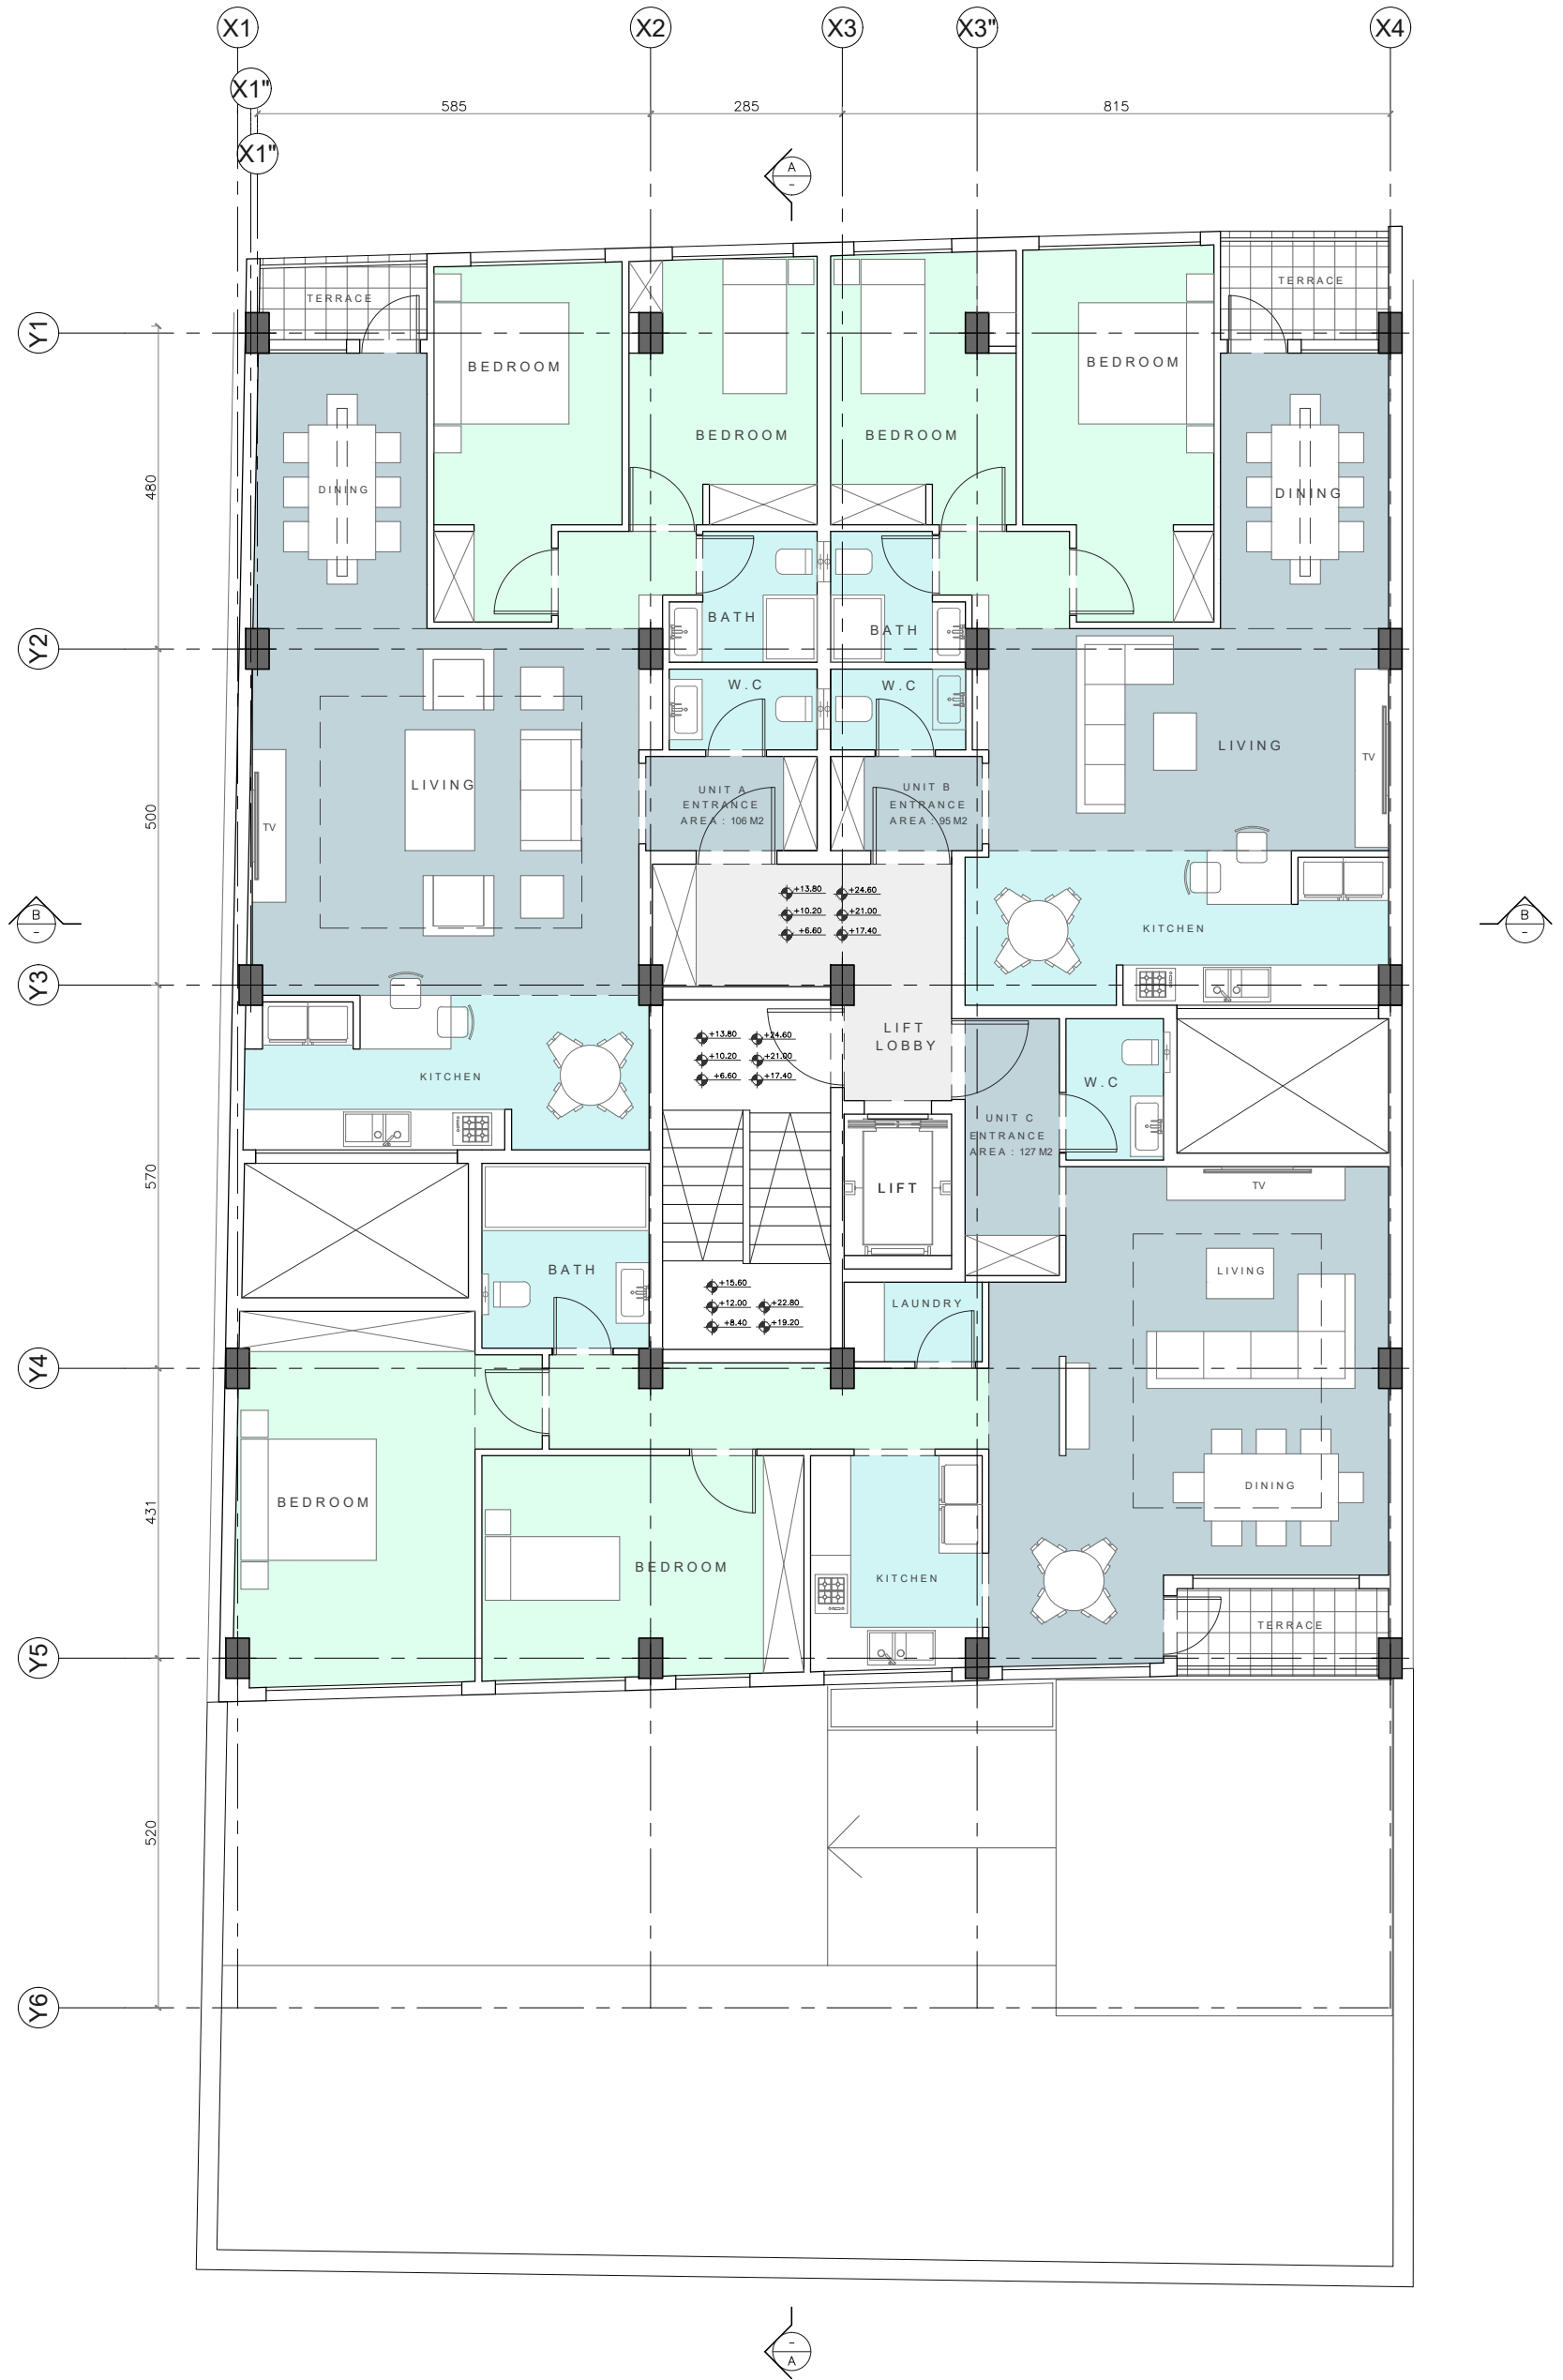 X1
X2
X3
X3"
X4
X1"
585
285
815
X1"
A
-
TERRACE
TERRACE
Y1
BEDROOM
BEDROOM
BEDROOM
BEDROOM
480
DINING
DINING
BATH
BATH
Y2
W.C
W.C
LIVING
LIVING
TV
UNIT A
ENTRANCE
AREA : 106 M2
UNIT B
ENTRANCE
AREA : 95 M2
500
TV
+13.80
+24.60
+10.20
+21.00
+6.60
+17.40
B
-
B
-
KITCHEN
Y3
LIFT
LOBBY
+13.80
+24.60
+10.20
+21.00
+6.60
+17.40
KITCHEN
W.C
UNIT C
ENTRANCE
AREA : 127 M2
570
LIFT
TV
BATH
LIVING
+15.60
+12.00
+22.80
+8.40
+19.20
LAUNDRY
Y4
431
BEDROOM
DINING
BEDROOM
KITCHEN
TERRACE
Y5
520
Y6
-
A